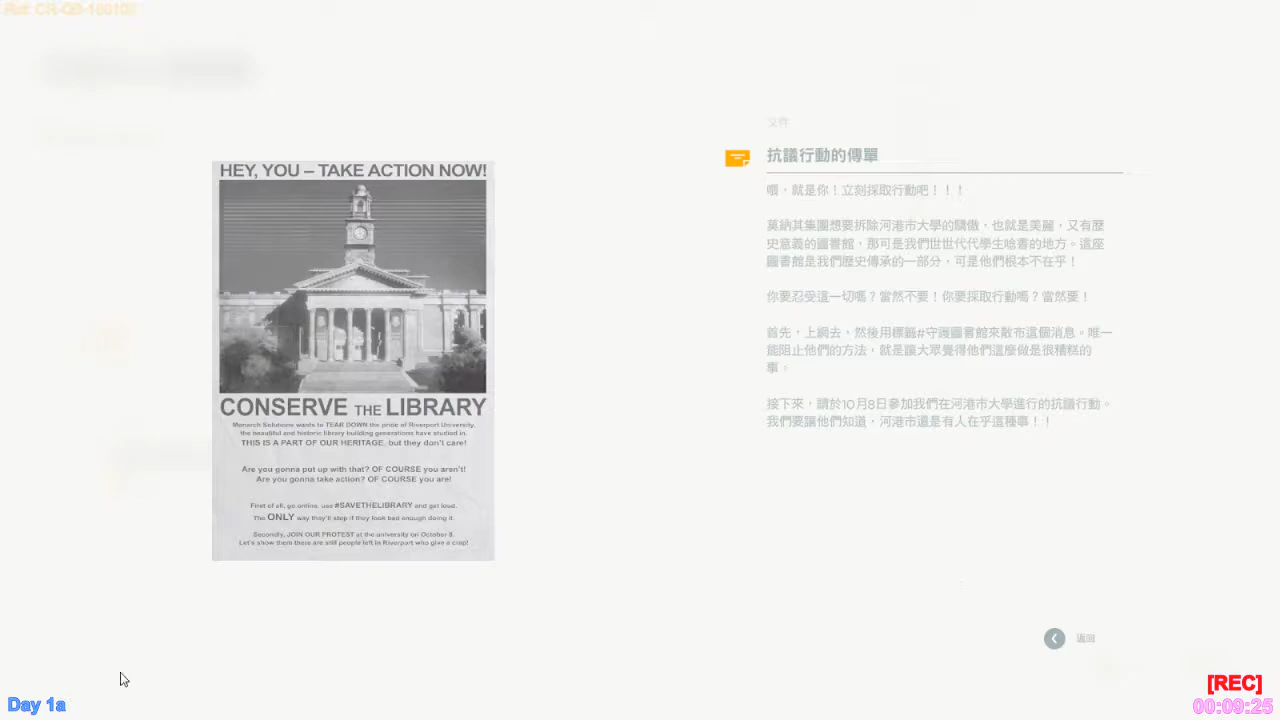 Ref: CR-QB-160108
HEY, YOU – TAKE ACTION NOW!
CONSERVE THE LIBRARY
Monarch Solutions wants to TEAR DOWN the pride of Riverport University,
the beautiful and historic library building generations have studied in.
THIS IS A PART OF OUR HERITAGE, but they don't care!
Are you gonna put up with that? OF COURSE you aren't!
Are you gonna take action? OF COURSE you are!
First of all, go online, use #SAVETHELIBRARY and get loud.
The ONLY way they'll stop if they look bad enough doing it.
Secondly, JOIN OUR PROTEST at the university on October 8.
Let's show them there are still people left in Riverport who give a crap!
文件
抗議行動的傳單
喂，就是你！立刻採取行動吧！！！
莫納其集團想要拆除河港市大學的驕傲，也就是美麗，又有歷
史意義的圖書館，那可是我們世世代代學生唸書的地方。這座
圖書館是我們歷史傳承的一部分，可是他們根本不在乎！
你要忍受這一切嗎？當然不要！你要採取行動嗎？當然要！
首先，上網去，然後用標籤#守護圖書館來散布這個消息。唯一
能阻止他們的方法，就是讓大眾覺得他們這麼做是很糟糕的
事。
接下來，請於10月8日參加我們在河港市大學進行的抗議行動。
我們要讓他們知道，河港市還是有人在乎這種事！！
返回
Day 1a
[REC]
00:09:25